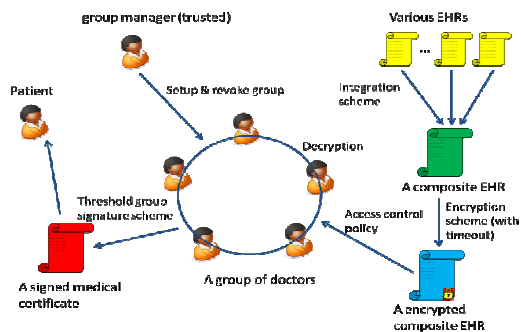 group manager (trusted)
Various EHRs
...
Patient
Setup & revoke group
Integration
scheme
Decryption
A composite EHR
Threshold group
signature scheme
Access control
policy
Encryption
scheme (with
timeout)
A group of doctors
A signed medical
certificate
A encrypted
composite EHR